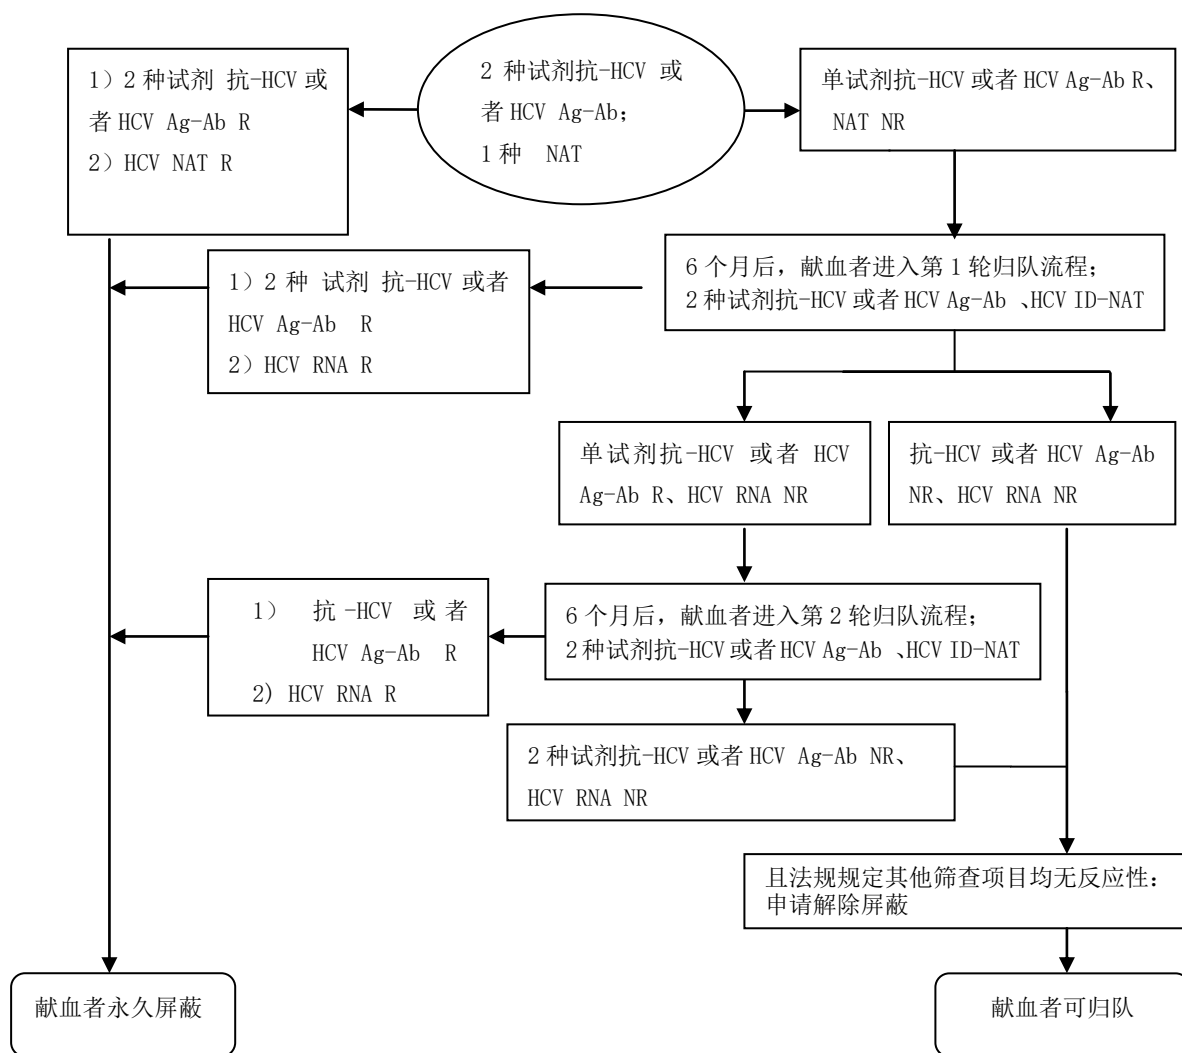 1）2 种试剂 抗-HCV 或
者 HCV Ag-Ab R
2）HCV NAT R
2 种试剂抗-HCV 或
者 HCV Ag-Ab；
1 种 NAT
单试剂抗-HCV 或者 HCV Ag-Ab R、
NAT NR
6 个月后，献血者进入第 1 轮归队流程；
2 种试剂抗-HCV 或者 HCV Ag-Ab 、HCV ID-NAT
1）2 种 试剂 抗-HCV 或者
HCV Ag-Ab R
2）HCV RNA R
单试剂抗-HCV 或者 HCV
Ag-Ab R、HCV RNA NR
抗-HCV 或者 HCV Ag-Ab
NR、HCV RNA NR
6 个月后，献血者进入第 2 轮归队流程；
2 种试剂抗-HCV 或者 HCV Ag-Ab 、HCV ID-NAT
1） 抗 -HCV 或 者
HCV Ag-Ab R
2) HCV RNA R
2 种试剂抗-HCV 或者 HCV Ag-Ab NR、
HCV RNA NR
且法规规定其他筛查项目均无反应性：
申请解除屏蔽
献血者永久屏蔽
献血者可归队